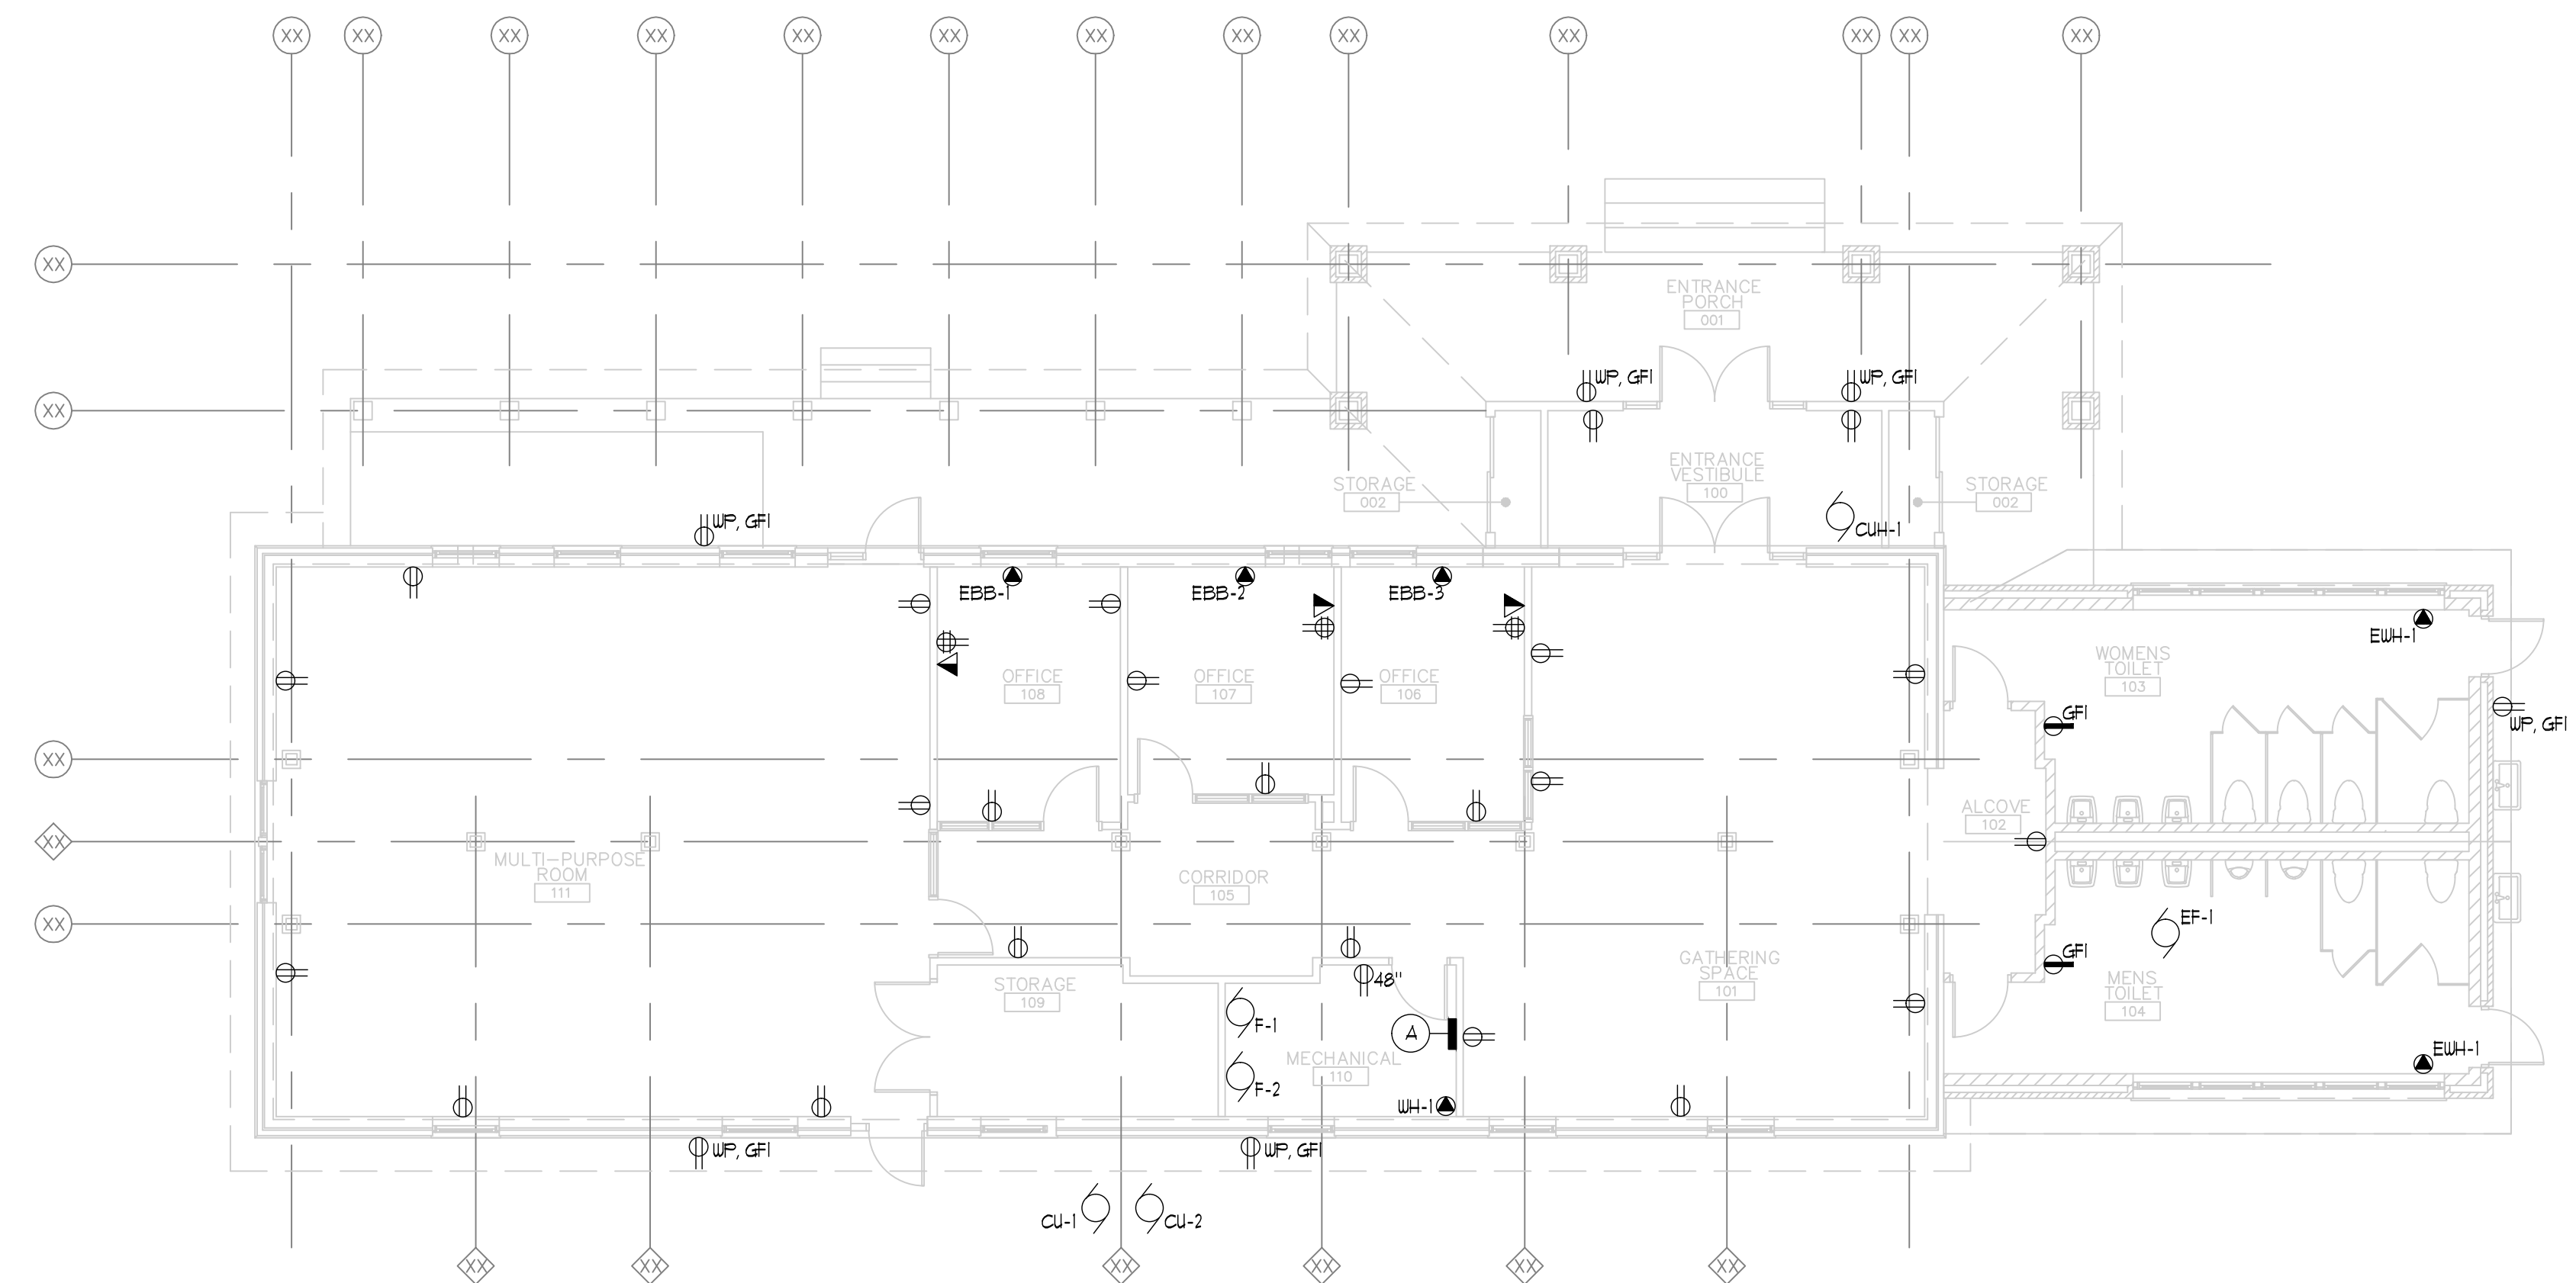 XX XX XX XX XX XX XX XX XX XX XX XX XX
XX
ENTRANCE
PORCH
001
WP, GFI
WP, GFI
XX
ENTRANCE
VESTIBULE
100
STORAGE
002
STORAGE
002
WP, GFI
CUH-1
EBB-1
EBB-2
EBB-3
EWH-1
OFFICE
108
OFFICE
107
OFFICE
106
WOMENS
TOILET
103
GFI
WP, GFI
XX
ALCOVE
102
XX
MULTI-PURPOSE
ROOM
111
CORRIDOR
105
XX
EF-1
GFI
GATHERING
SPACE
101
48"
STORAGE
109
MENS
TOILET
104
F-1
A
EWH-1
MECHANICAL
110
F-2
WH-1
WP, GFI
WP, GFI
CU-1
CU-2
XX XX XX XX XX XX